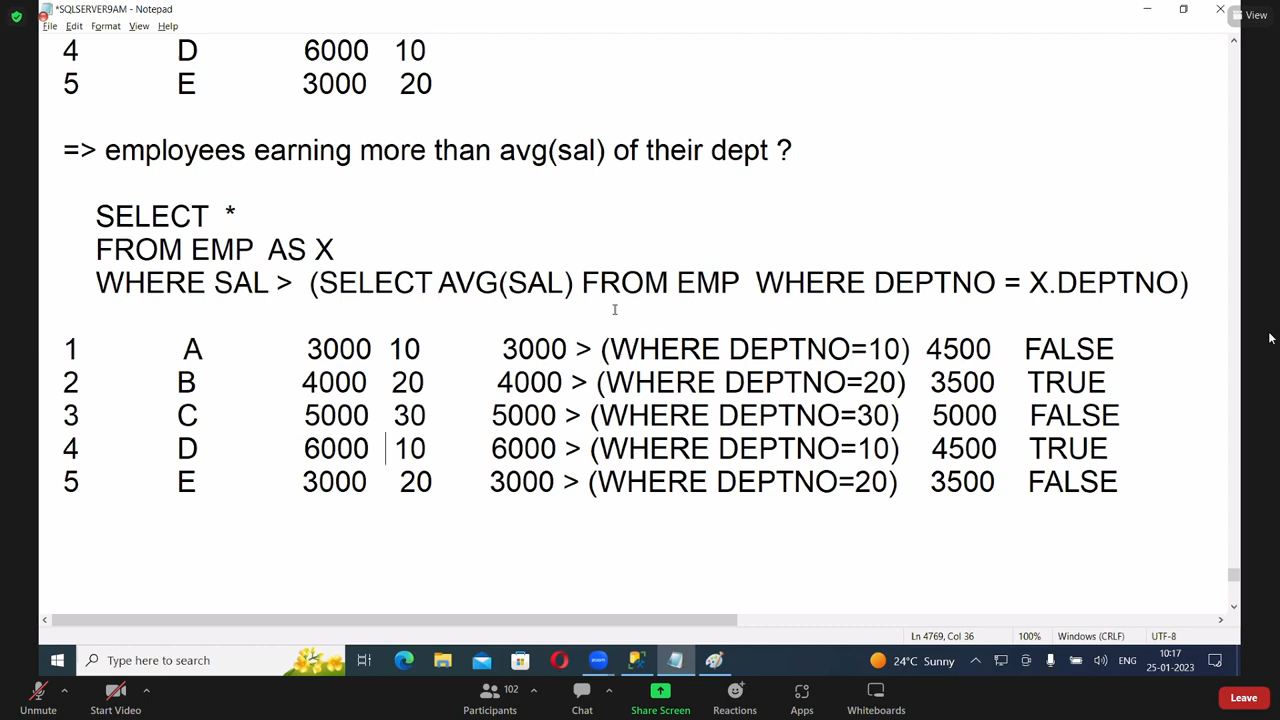 *SQLSERVER9AM - Notepad
View
File Edit Format View Help
4 D 6000 10
5 E 3000 20
=> employees earning more than avg(sal) of their dept ?
SELECT *
FROM EMP AS X
WHERE SAL > (SELECT AVG(SAL) FROM EMP WHERE DEPTNO = X.DEPTNO)
1 A 3000 10 3000 > (WHERE DEPTNO=10) 4500 FALSE
2 B 4000 20 4000 > (WHERE DEPTNO=20) 3500 TRUE
3 C 5000 30 5000 > (WHERE DEPTNO=30) 5000 FALSE
4 D 6000 10 6000 > (WHERE DEPTNO=10) 4500 TRUE
5 E 3000 20 3000 > (WHERE DEPTNO=20) 3500 FALSE
Ln 4769, Col 36 100% Windows (CRLF) UTF-8
Type here to search 24°C Sunny ENG 10:17
25-01-2023
Unmute Start Video Participants 102 Chat Share Screen Reactions Apps Whiteboards Leave